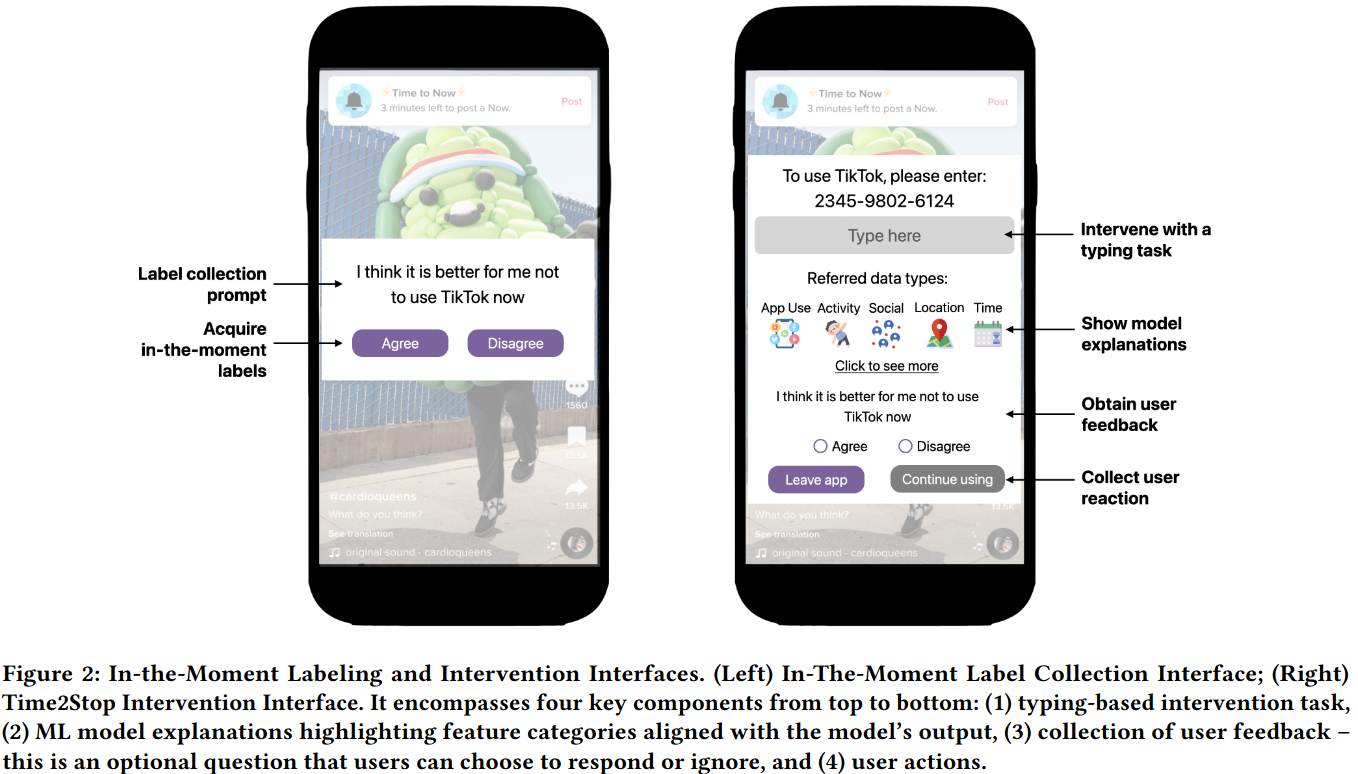 ⚡Time to Now⚡
3 minutes left to post a Now.
Post
Label collection
prompt
I think it is better for me not
to use TikTok now
Acquire
in-the-moment
labels
Agree
Disagree
1560
13.5K
@cardioqueens
What do you think?
See translation
original sound - cardioqueens
⚡Time to Now⚡
3 minutes left to post a Now.
Post
To use TikTok, please enter:
2345-9802-6124
Type here
Intervene with a
typing task
Referred data types:
App Use Activity Social Location Time
Show model
explanations
Click to see more
I think it is better for me not to use
TikTok now
Obtain user
feedback
Agree
Disagree
Leave app
Continue using
Collect user
reaction
13.5K
What do you think?
See translation
original sound - cardioqueens
Figure 2: In-the-Moment Labeling and Intervention Interfaces. (Left) In-The-Moment Label Collection Interface; (Right)
Time2Stop Intervention Interface. It encompasses four key components from top to bottom: (1) typing-based intervention task,
(2) ML model explanations highlighting feature categories aligned with the model's output, (3) collection of user feedback –
this is an optional question that users can choose to respond or ignore, and (4) user actions.